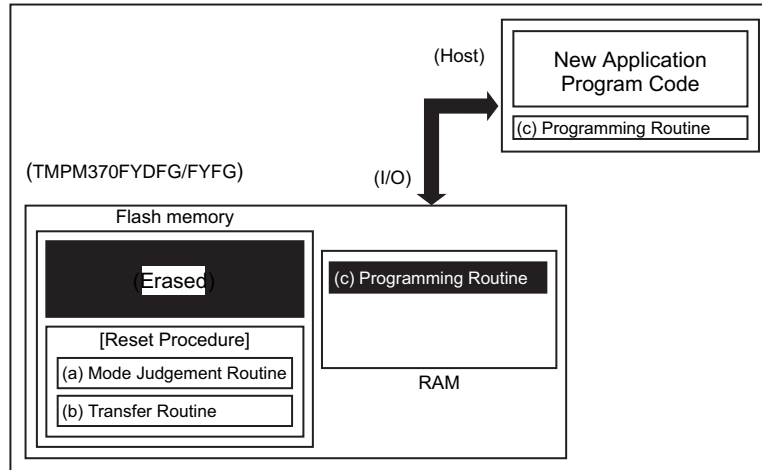 (Host)
New Application
Program Code
(c) Programming Routine
(TMPM370FYDFG/FYFG)
(I/O)
Flash memory
(Erased)
(c) Programming Routine
[Reset Procedure]
(a) Mode Judgement Routine
(b) Transfer Routine
RAM